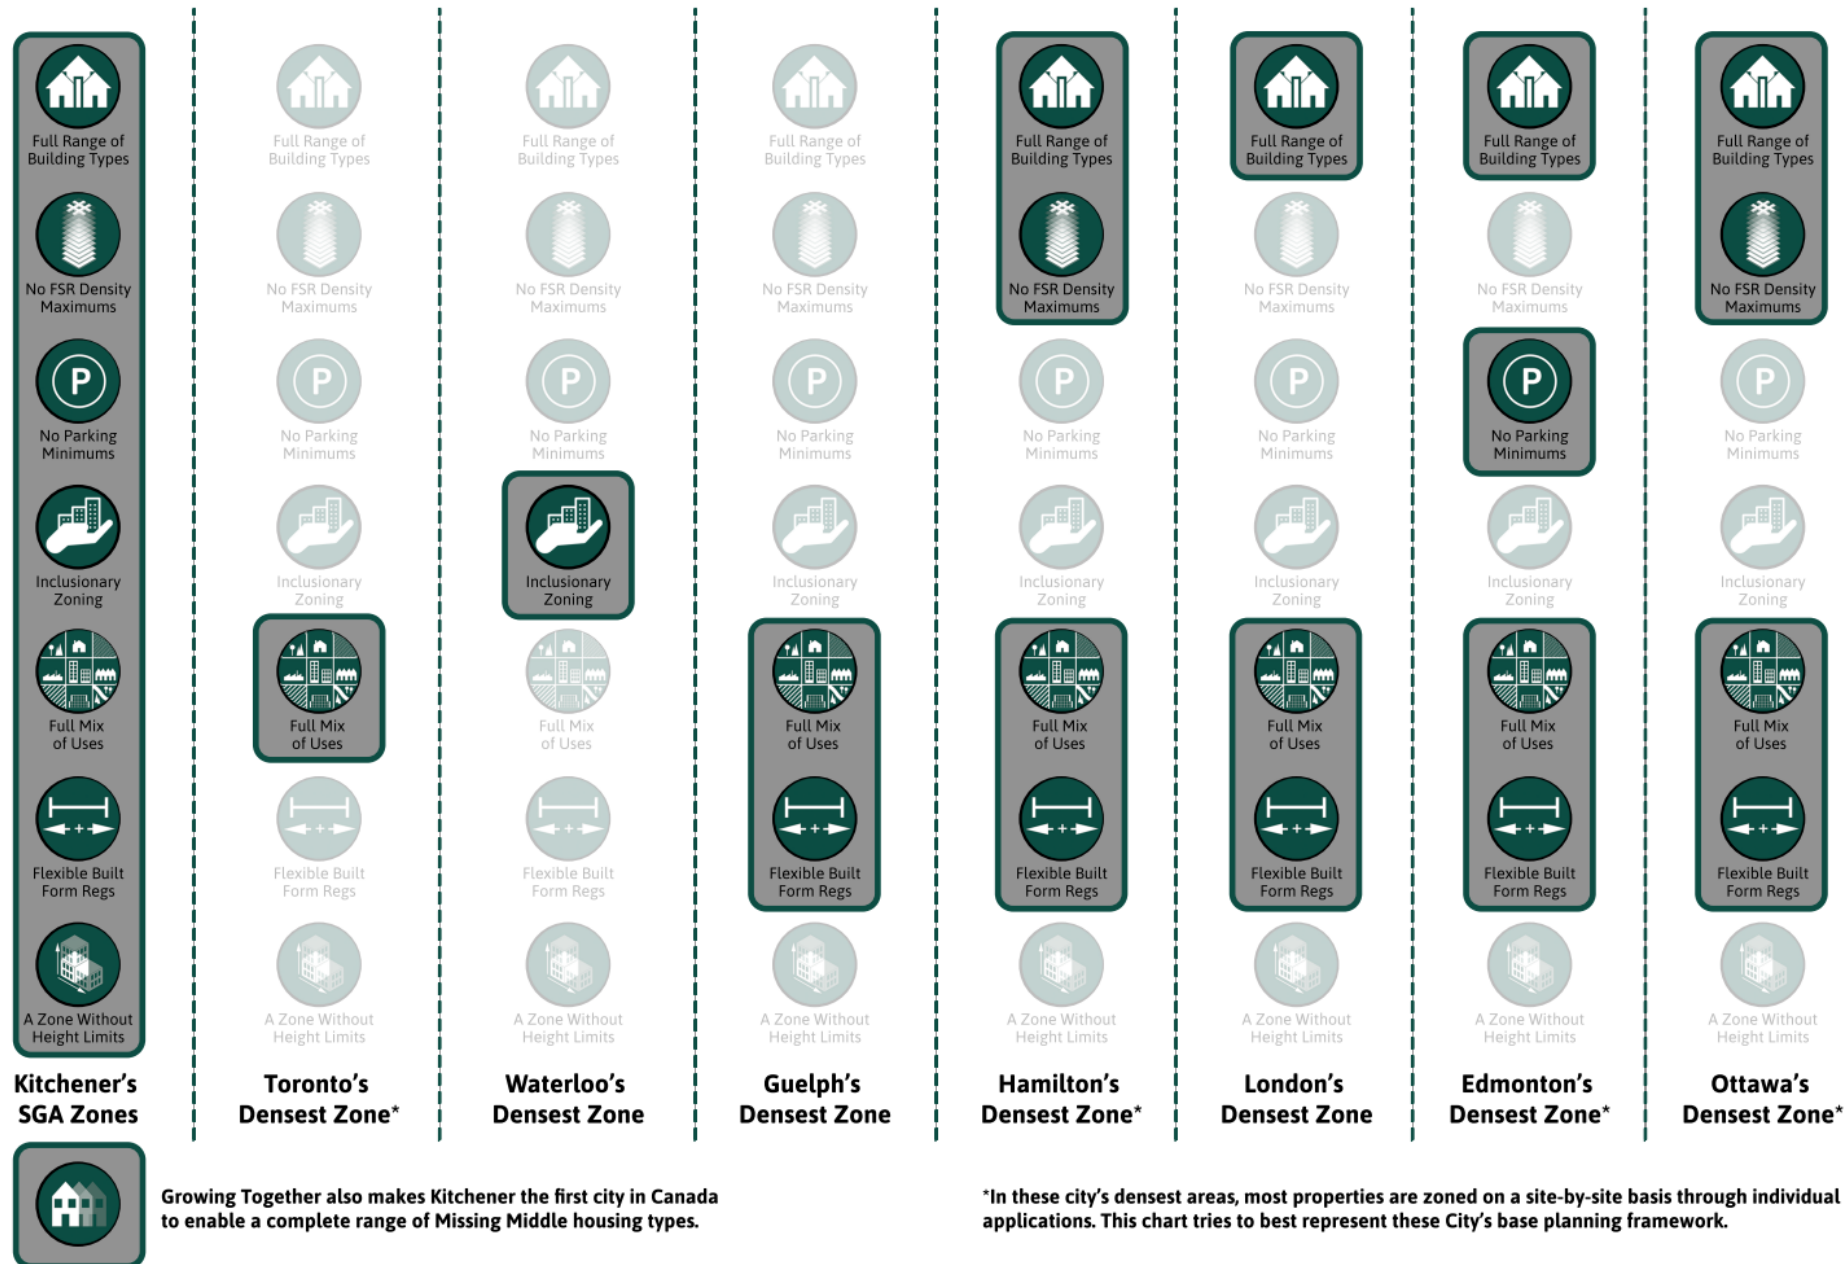 Full Range of
Building Types
No FSR Density
Maximums
P
No Parking
Minimums
Inclusionary
Zoning
Full Mix
of Uses
Flexible Built
Form Regs
A Zone Without
Height Limits
Kitchener's
SGA Zones
Full Range of
Building Types
No FSR Density
Maximums
P
No Parking
Minimums
Inclusionary
Zoning
Full Mix
of Uses
Flexible Built
Form Regs
A Zone Without
Height Limits
Toronto's
Densest Zone*
Full Range of
Building Types
No FSR Density
Maximums
P
No Parking
Minimums
Inclusionary
Zoning
Full Mix
of Uses
Flexible Built
Form Regs
A Zone Without
Height Limits
Waterloo's
Densest Zone
Full Range of
Building Types
No FSR Density
Maximums
P
No Parking
Minimums
Inclusionary
Zoning
Full Mix
of Uses
Flexible Built
Form Regs
A Zone Without
Height Limits
Guelph's
Densest Zone
Full Range of
Building Types
No FSR Density
Maximums
P
No Parking
Minimums
Inclusionary
Zoning
Full Mix
of Uses
Flexible Built
Form Regs
A Zone Without
Height Limits
Hamilton's
Densest Zone*
Full Range of
Building Types
No FSR Density
Maximums
P
No Parking
Minimums
Inclusionary
Zoning
Full Mix
of Uses
Flexible Built
Form Regs
A Zone Without
Height Limits
London's
Densest Zone
Full Range of
Building Types
No FSR Density
Maximums
P
No Parking
Minimums
Inclusionary
Zoning
Full Mix
of Uses
Flexible Built
Form Regs
A Zone Without
Height Limits
Edmonton's
Densest Zone*
Full Range of
Building Types
No FSR Density
Maximums
P
No Parking
Minimums
Inclusionary
Zoning
Full Mix
of Uses
Flexible Built
Form Regs
A Zone Without
Height Limits
Ottawa's
Densest Zone*
Growing Together also makes Kitchener the first city in Canada
to enable a complete range of Missing Middle housing types.
*In these city's densest areas, most properties are zoned on a site-by-site basis through individual
applications. This chart tries to best represent these City's base planning framework.